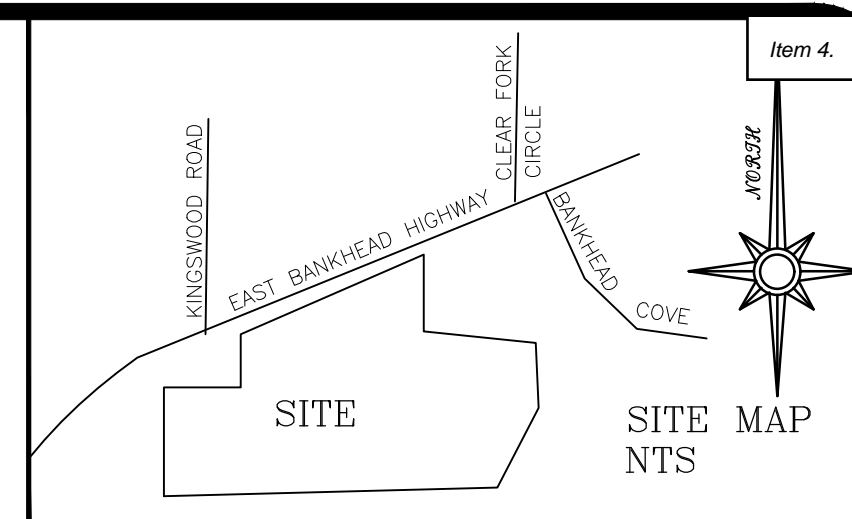 Item 4.
NORTH
CLEAR FORK
CIRCLE
KINGSWOOD ROAD
EAST BANKHEAD HIGHWAY
BANKHEAD
COVE
SITE
SITE MAP
NTS